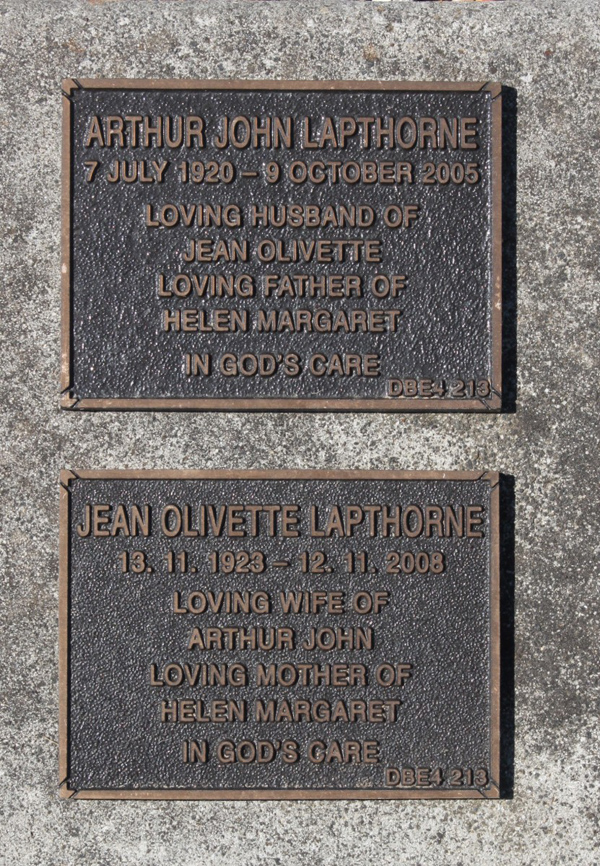 ARTHUR JOHN LAPTHORNE
7 JULY 1920 – 9 OCTOBER 2005
LOVING HUSBAND OF
JEAN OLIVETTE
LOVING FATHER OF
HELEN MARGARET
IN GOD'S CARE
DBE4 213
JEAN OLIVETTE LAPTHORNE
13. 11. 1923 – 12. 11. 2008
LOVING WIFE OF
ARTHUR JOHN
LOVING MOTHER OF
HELEN MARGARET
IN GOD'S CARE
DBE4 213